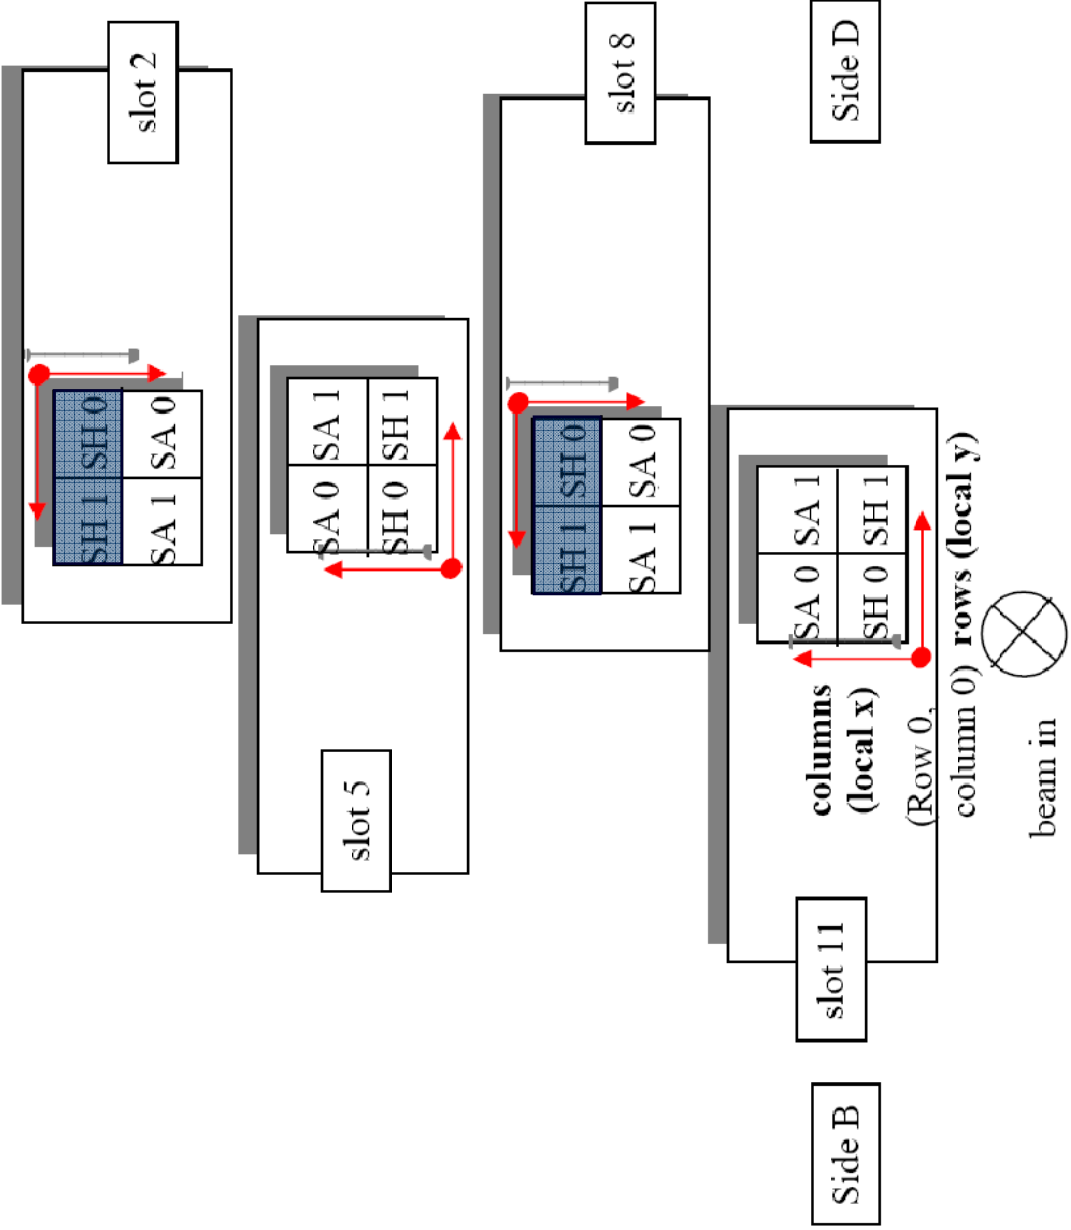 slot 2
SH 1 SH 0
SA 1 SA 0
slot 5
SA 0 SA 1
SH 0 SH 1
slot 8
SH 1 SH 0
SA 1 SA 0
slot 11
SA 0 SA 1
SH 0 SH 1
columns
(local x)
(Row 0,
column 0) rows (local y)
beam in
Side B
Side D